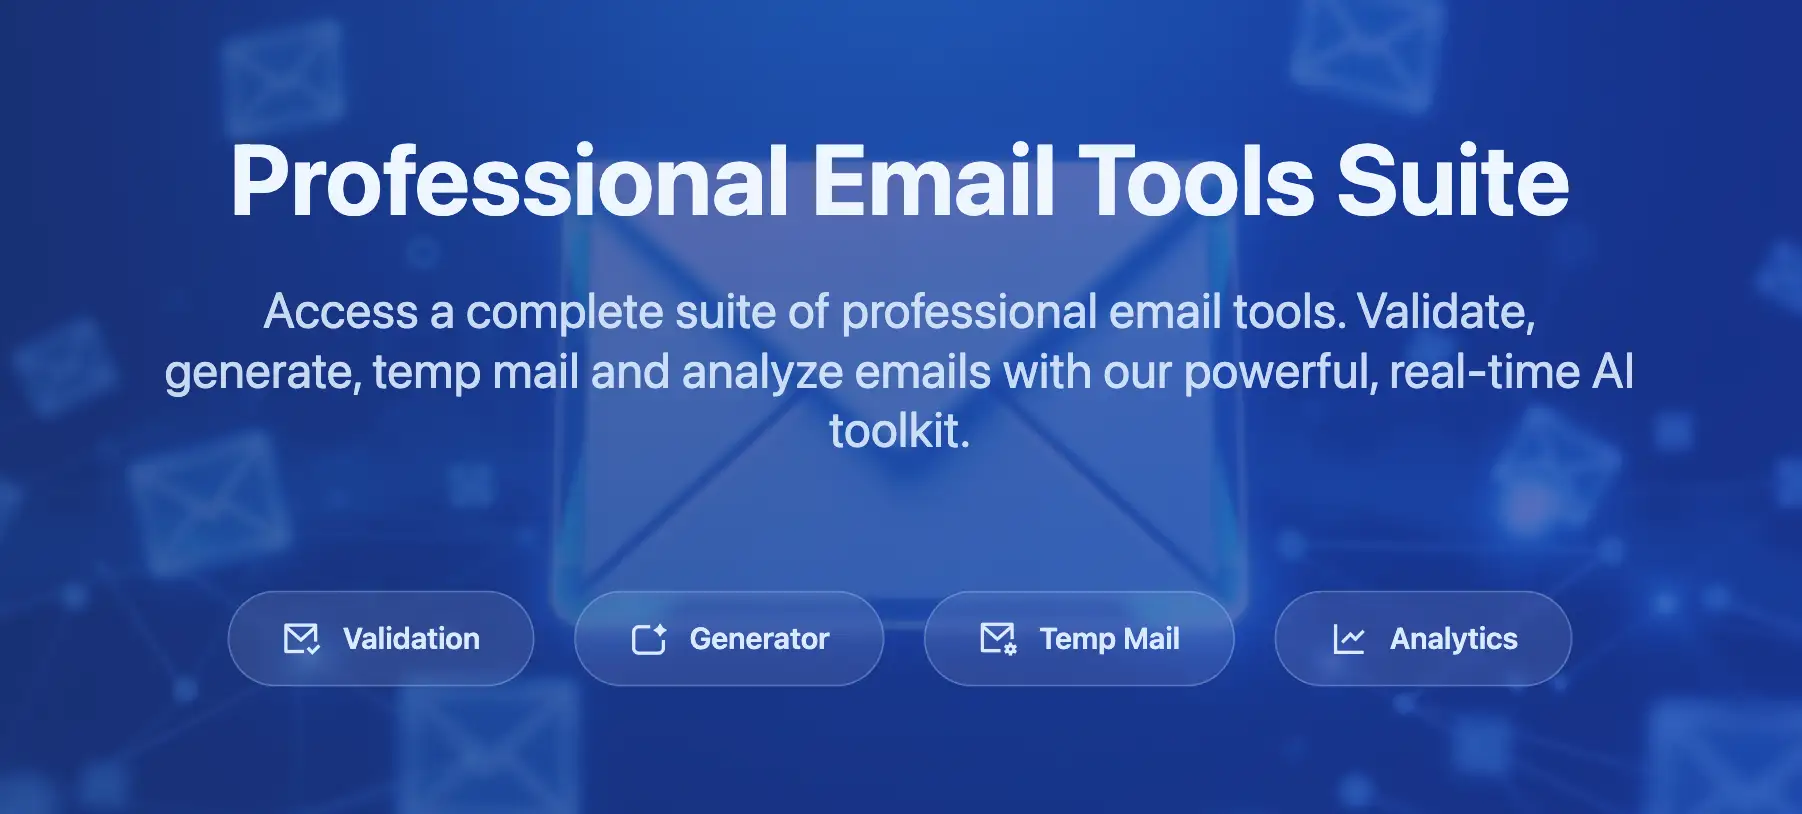 Professional Email Tools Suite
Access a complete suite of professional email tools. Validate,
generate, temp mail and analyze emails with our powerful, real-time AI
toolkit.
Validation
Generator
Temp Mail
Analytics